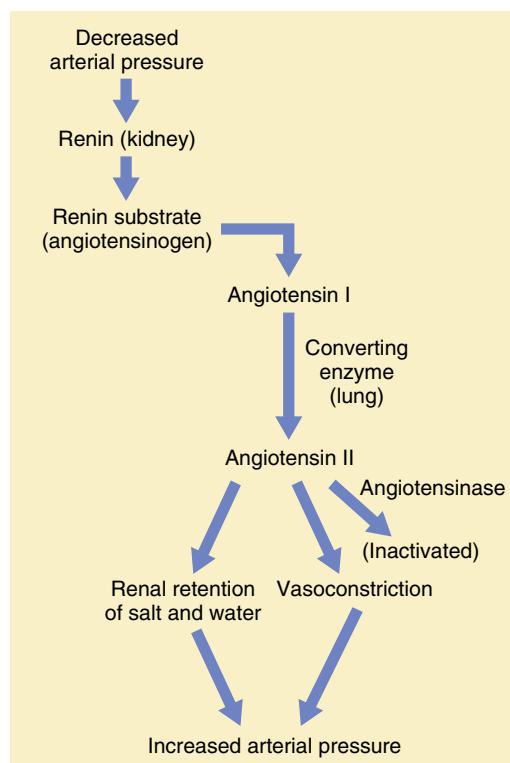 Decreased
arterial pressure
Renin (kidney)
Renin substrate
(angiotensinogen)
Angiotensin I
Converting
enzyme
(lung)
Angiotensin II
Angiotensinase
(Inactivated)
Renal retention
of salt and water
Vasoconstriction
Increased arterial pressure